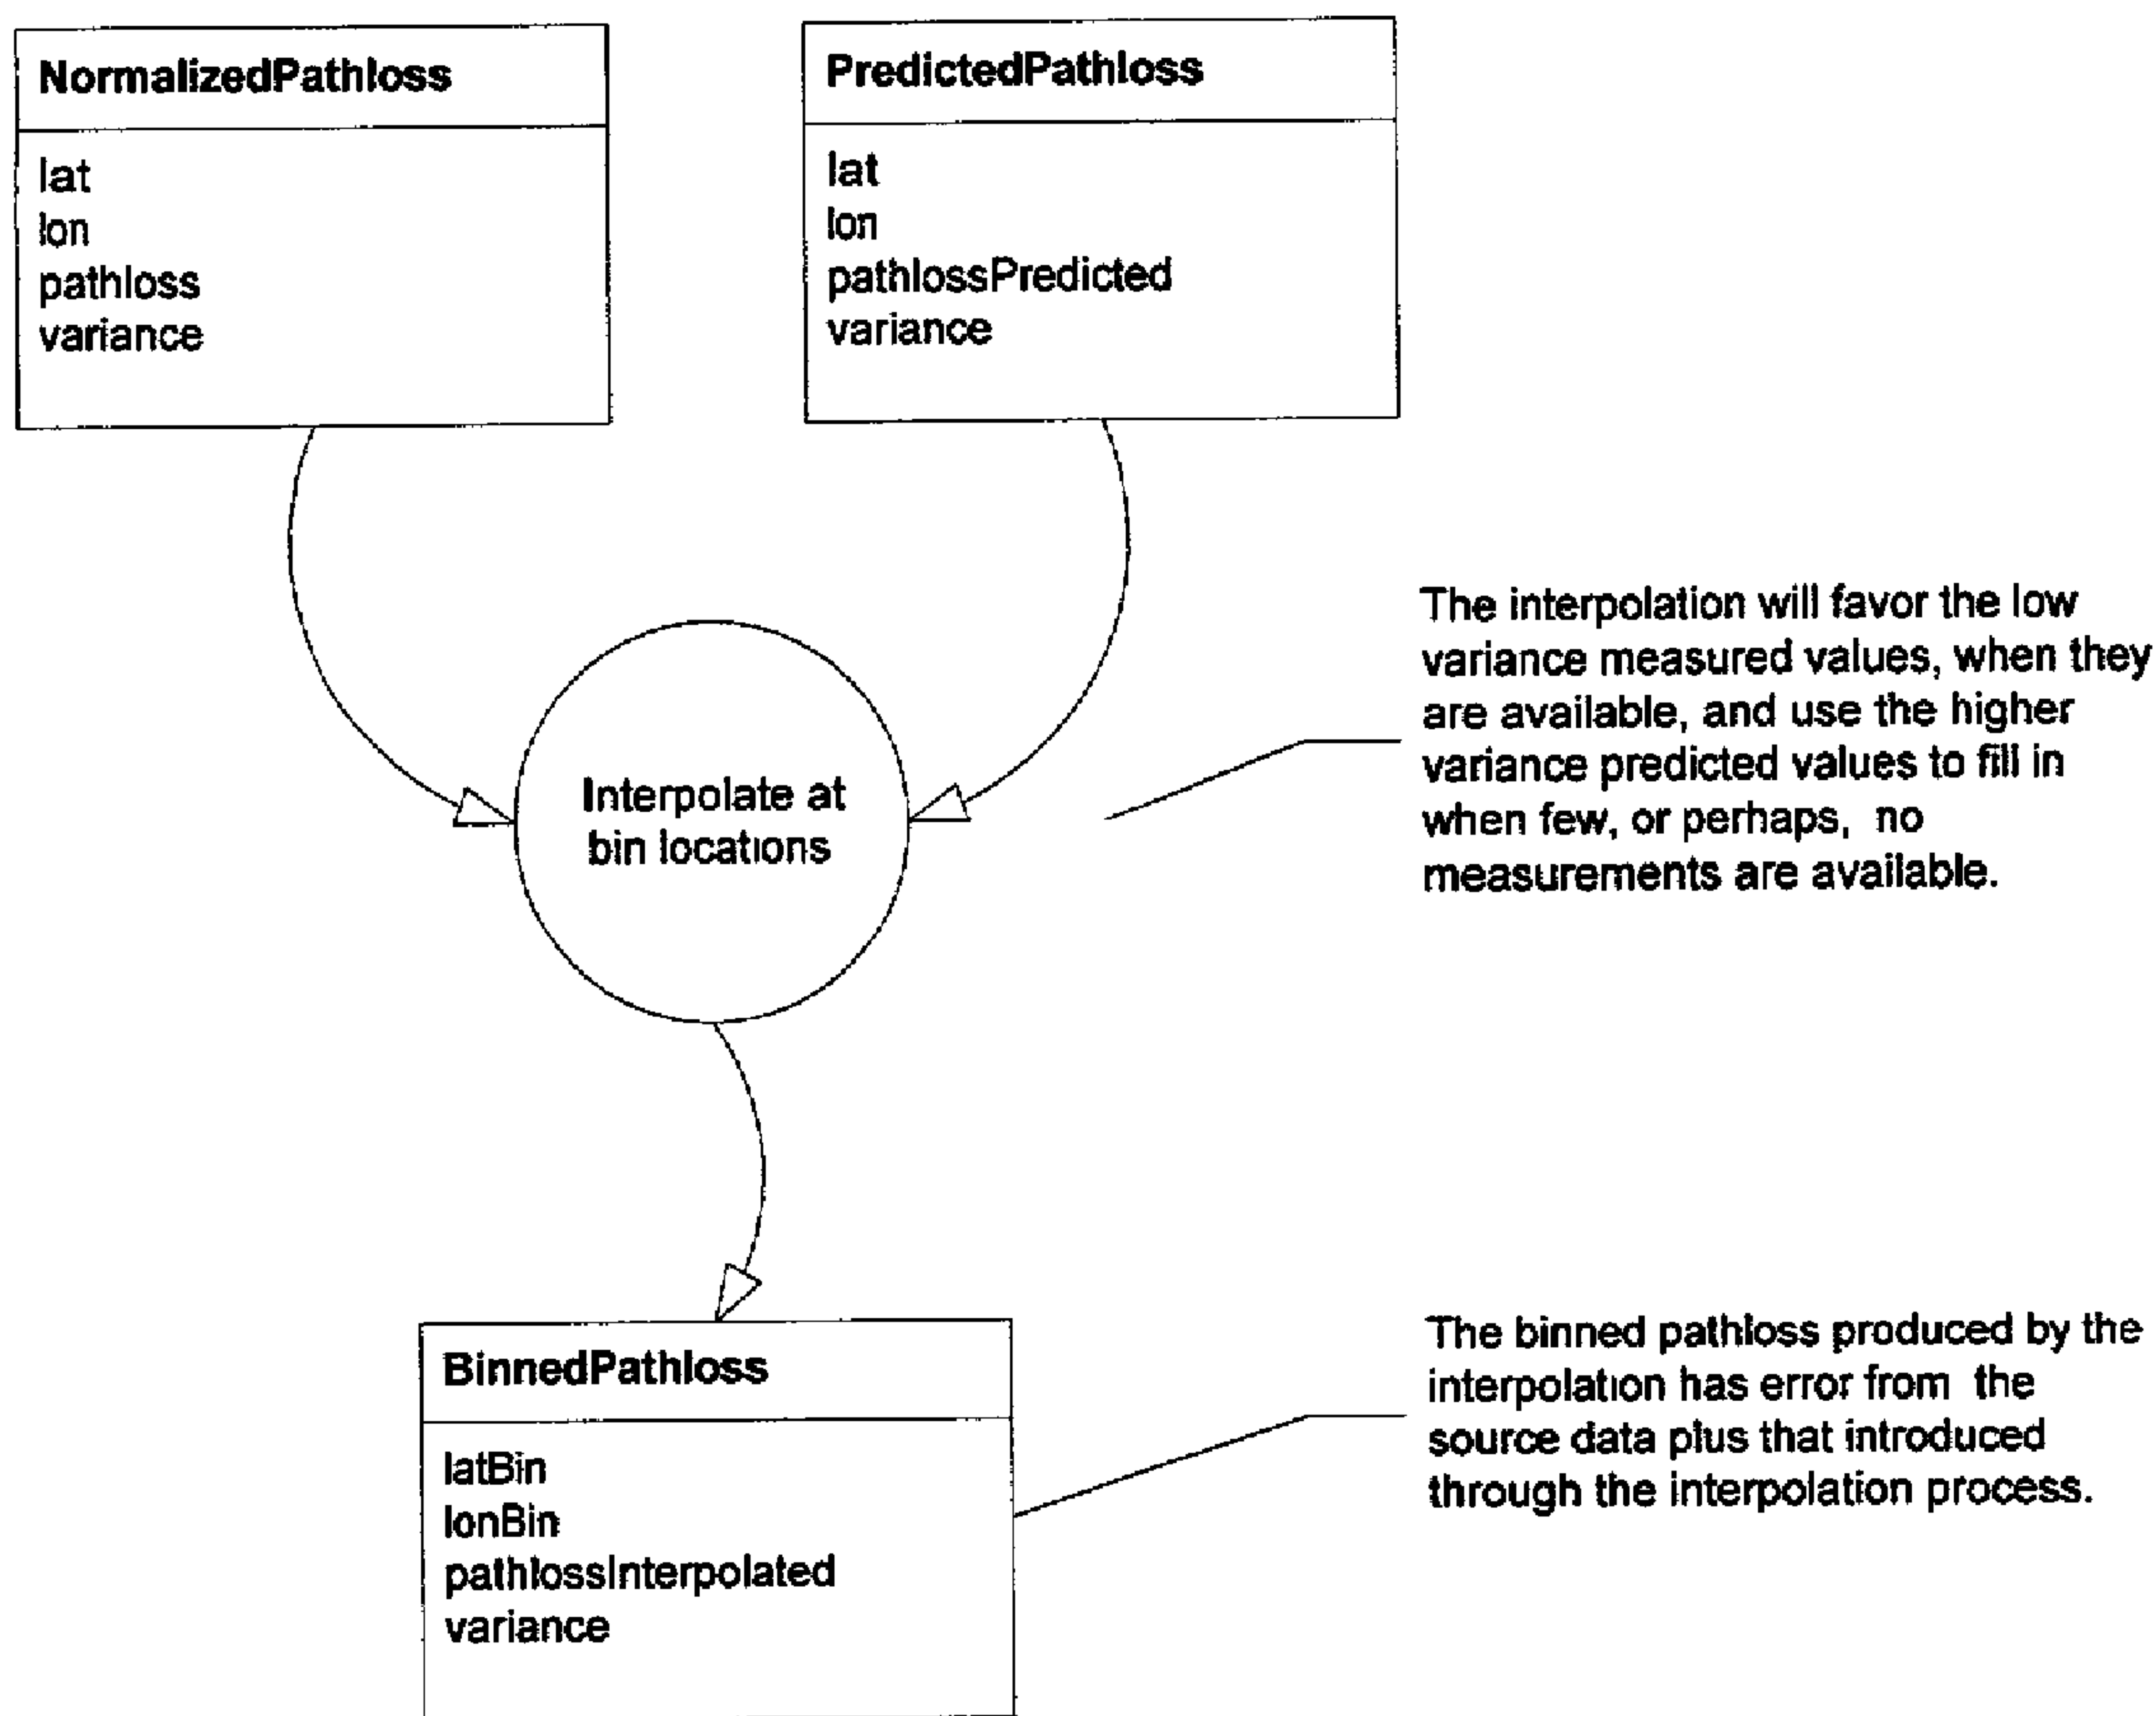 NormalizedPathloss
lat
lon
pathloss
variance
PredictedPathloss
lat
lon
pathlossPredicted
variance
Interpolate at
bin locations
The interpolation will favor the low
variance measured values, when they
are available, and use the higher
variance predicted values to fill in
when few, or perhaps, no
measurements are available.
BinnedPathloss
latBin
lonBin
pathlossInterpolated
variance
The binned pathloss produced by the
interpolation has error from the
source data plus that introduced
through the interpolation process.